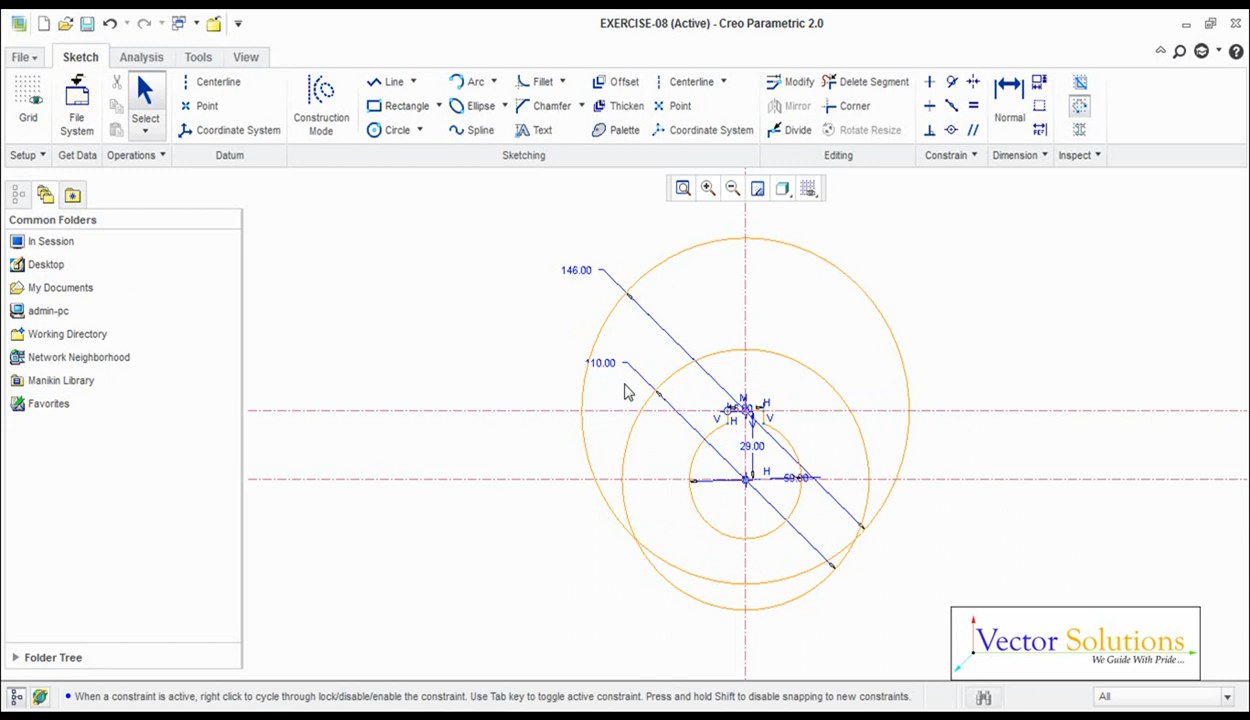 EXERCISE-08 (Active) - Creo Parametric 2.0
File Sketch Analysis Tools View
Centerline Line Arc Fillet Offset Centerline Modify Delete Segment
Point Rectangle Ellipse Chamfer Thicken Point Mirror Corner
Grid File System Select Coordinate System Construction Mode Circle Spline Text Palette Coordinate System Divide Rotate Resize Normal
Setup Get Data Operations Datum Sketching Editing Constrain Dimension Inspect
Common Folders
In Session
Desktop
My Documents
admin-pc
Working Directory
Network Neighborhood
Manikin Library
Favorites
Folder Tree
146.00
110.00
M
H
V H V
29.00
H
50.00
Vector Solutions
We Guide With Pride ...
• When a constraint is active, right click to cycle through lock/disable/enable the constraint. Use Tab key to toggle active constraint. Press and hold Shift to disable snapping to new constraints.
All